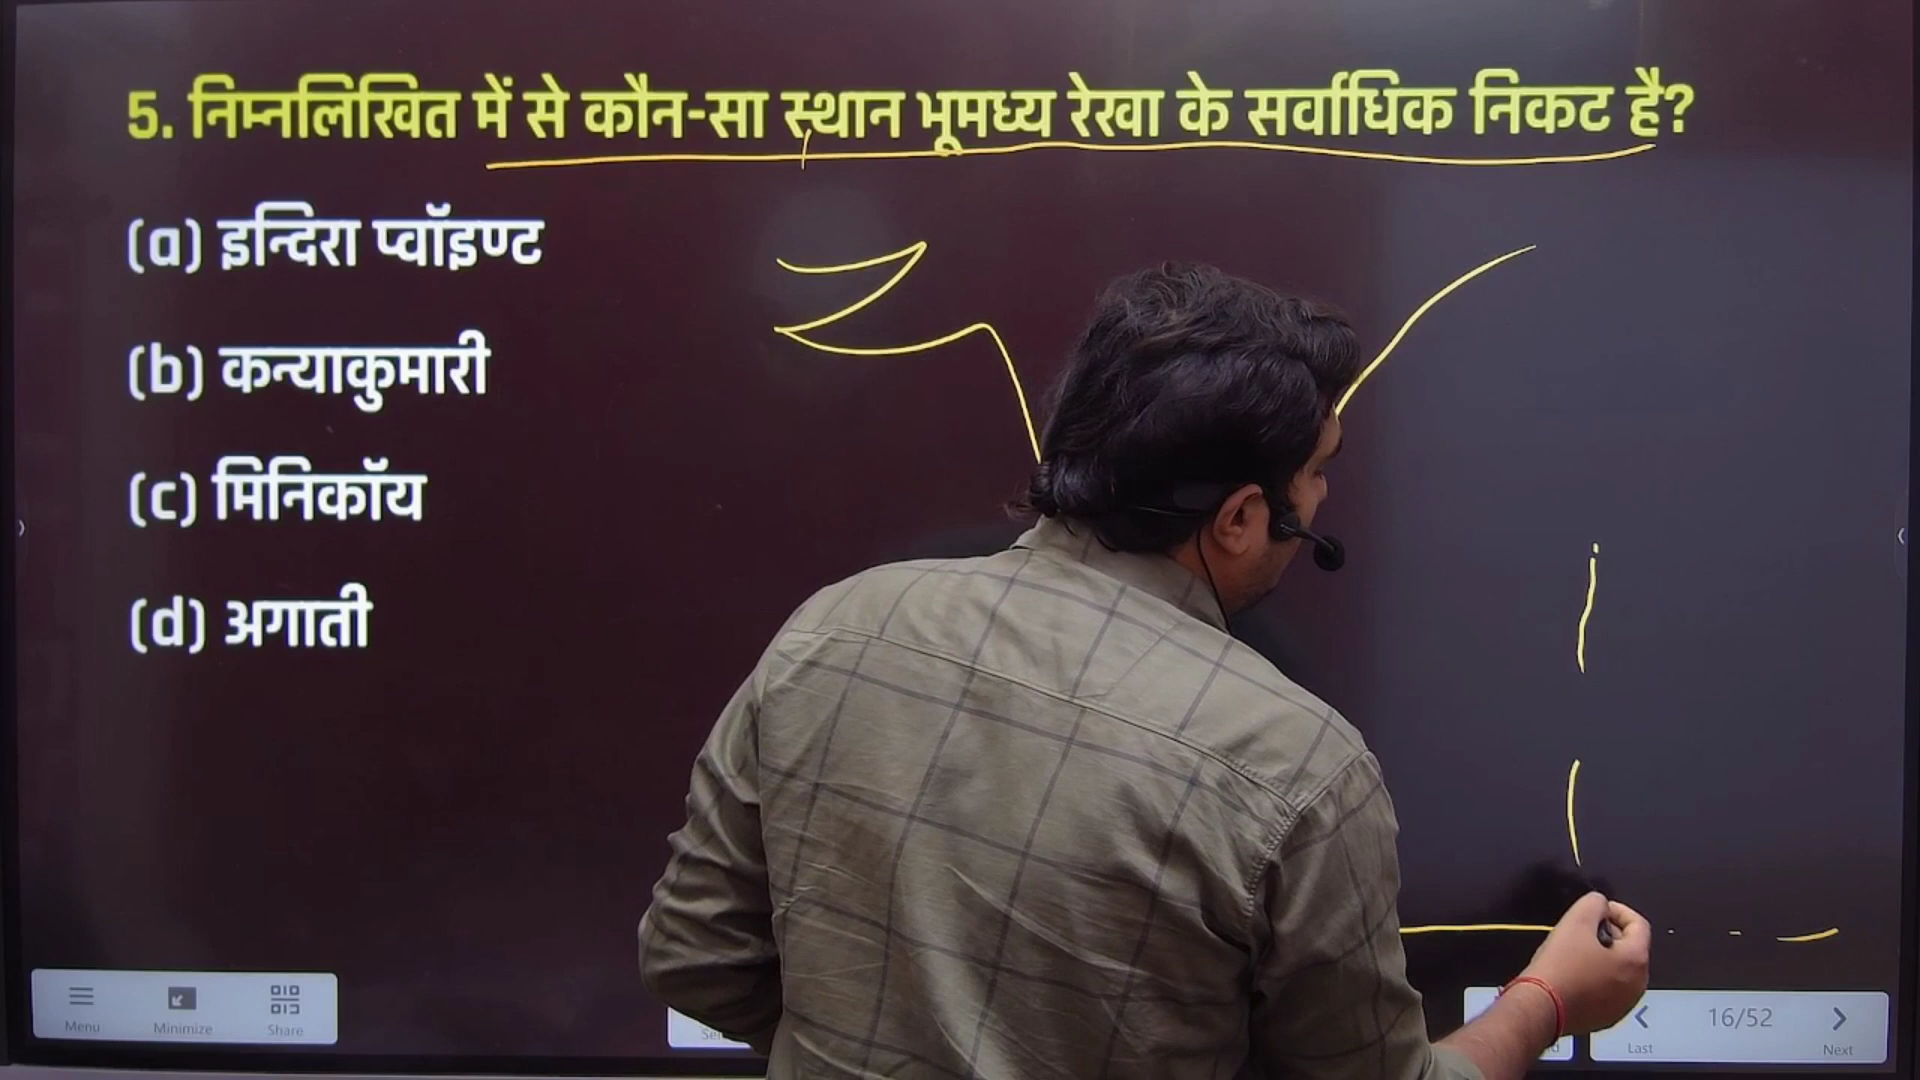 5. निम्नलिखित में से कौन-सा स्थान भूमध्य रेखा के सर्वाधिक निकट है?
(a) इन्दिरा प्वॉइण्ट
(b) कन्याकुमारी
(c) मिनिकॉय
(d) अगाती
Menu
Minimize
Share
16/52
Last
Next